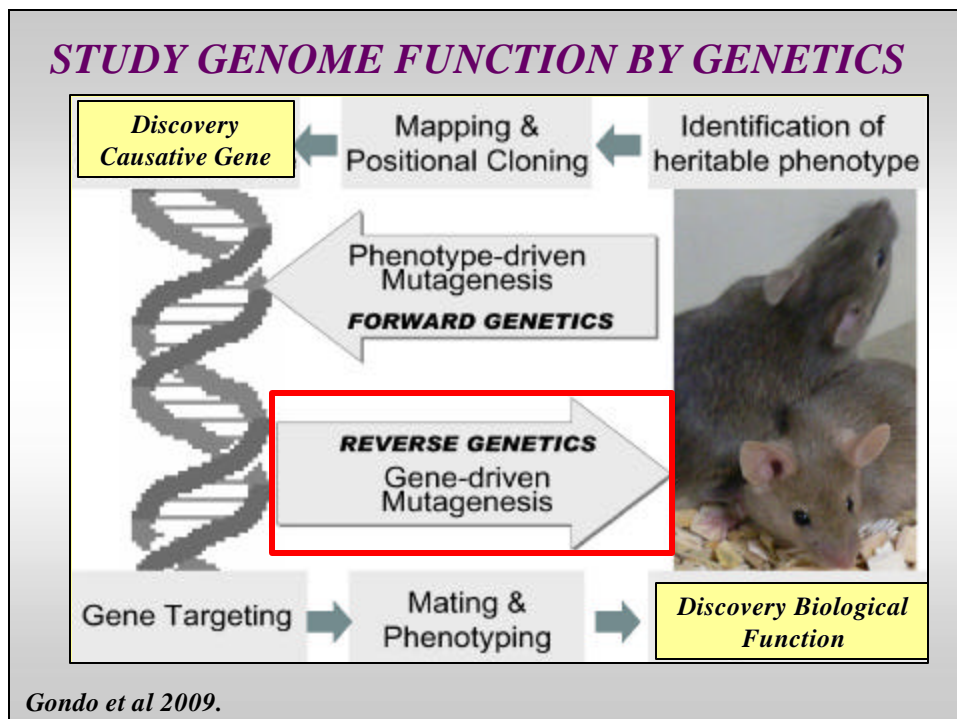 STUDY GENOME FUNCTION BY GENETICS
Discovery
Causative Gene
Mapping &
Positional Cloning
Identification of
heritable phenotype
Phenotype-driven
Mutagenesis
FORWARD GENETICS
REVERSE GENETICS
Gene-driven
Mutagenesis
Gene Targeting
Mating &
Phenotyping
Discovery Biological
Function
Gondo et al 2009.